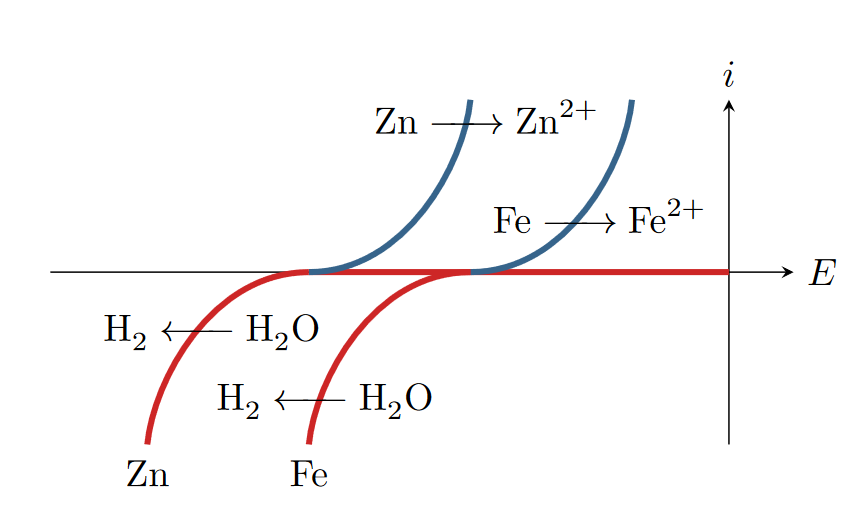 i
Zn → Zn²⁺
Fe → Fe²⁺
E
H₂ ← H₂O
H₂ ← H₂O
Zn Fe